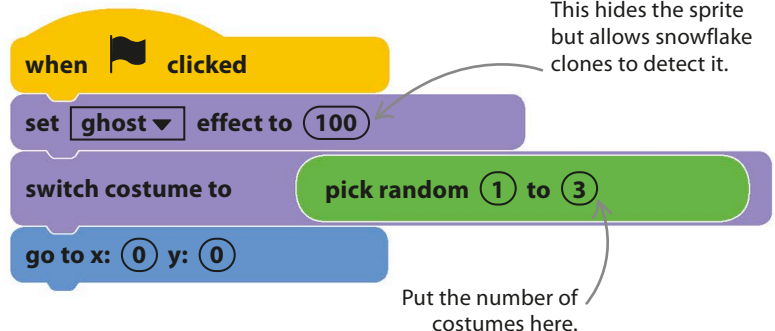 This hides the sprite
but allows snowflake
clones to detect it.
when clicked
set ghost effect to 100
switch costume to pick random 1 to 3
go to x: 0 y: 0
Put the number of
costumes here.